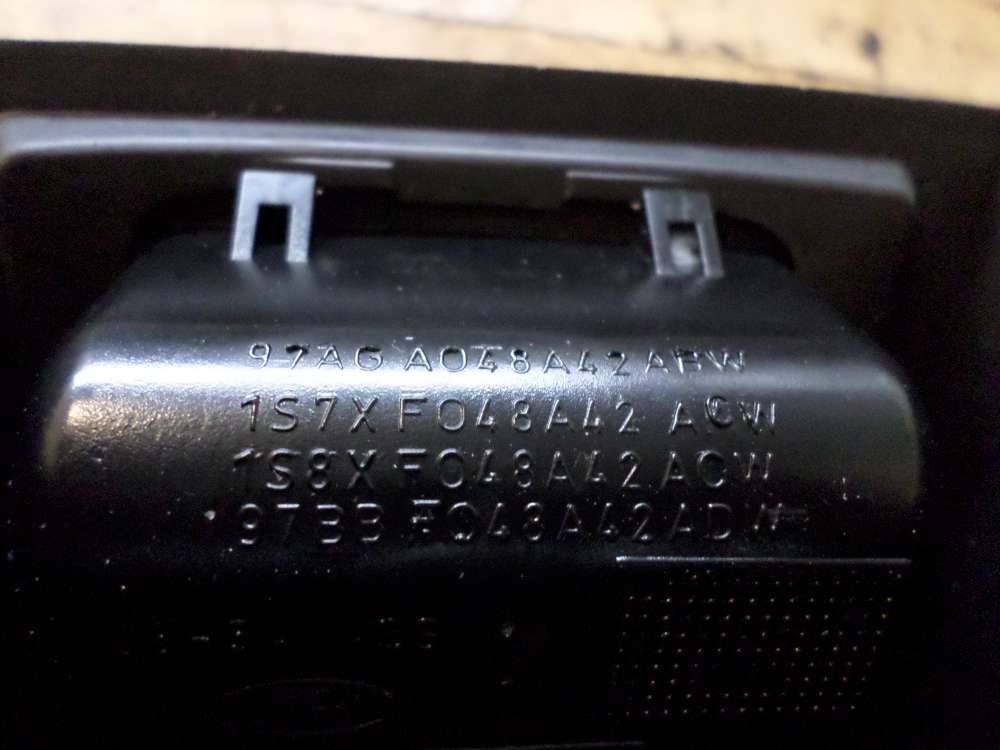 97AG A048A42ABW
1S7X F048A42 ACW
1S8X F048A42ACW
97BB F048A42ADW